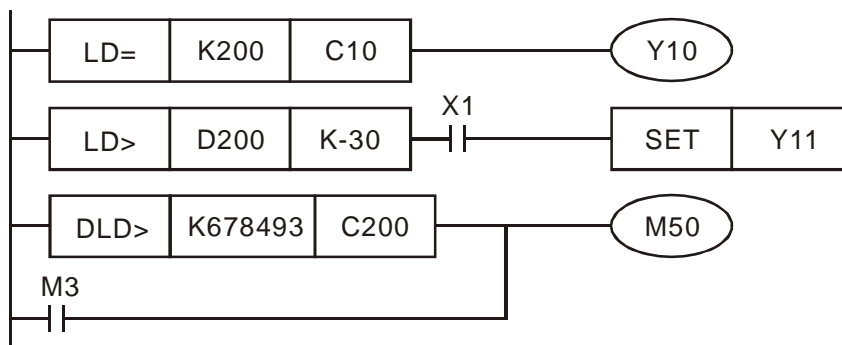 LD= K200 C10 Y10
X1
LD> D200 K-30 SET Y11
DLD> K678493 C200 M50
M3